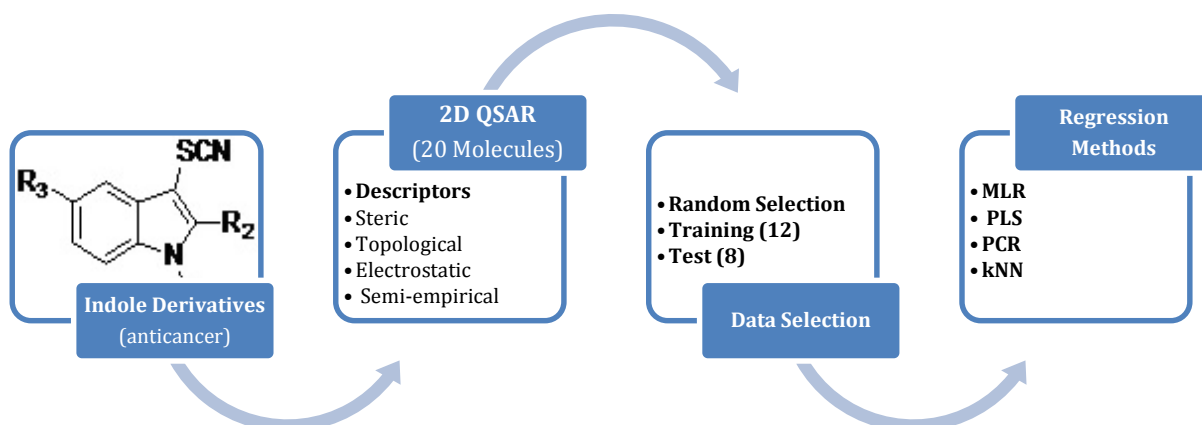 SCN
R3
R2
N
Indole Derivatives
(anticancer)
2D QSAR
(20 Molecules)
• Descriptors
• Steric
• Topological
• Electrostatic
• Semi-empirical
• Random Selection
• Training (12)
• Test (8)
Data Selection
Regression
Methods
• MLR
• PLS
• PCR
• kNN